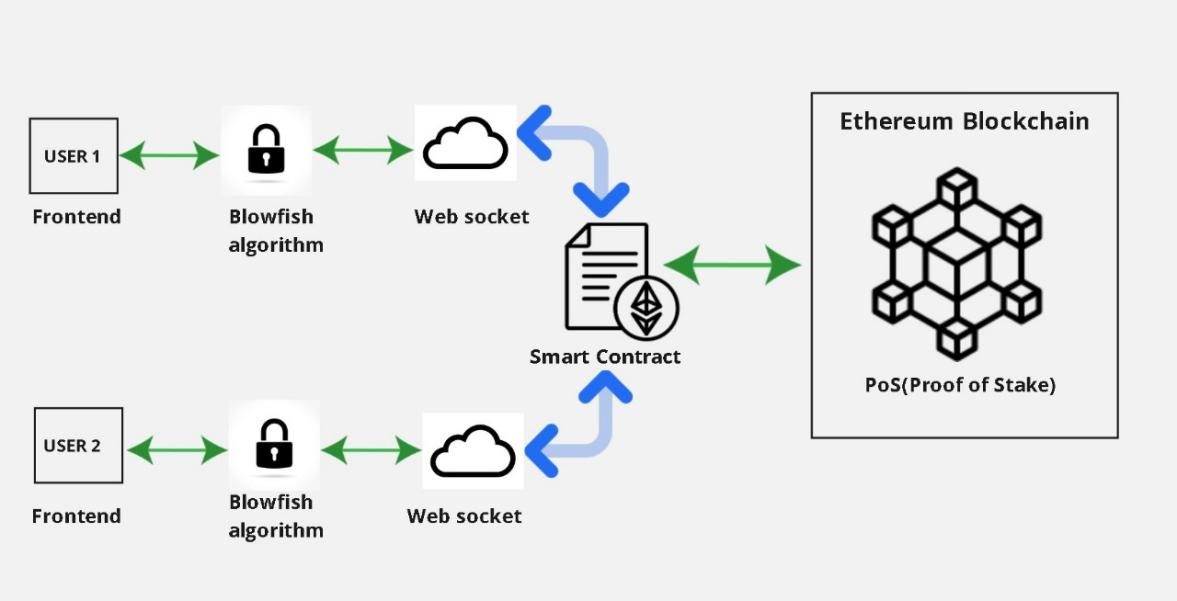 Ethereum Blockchain
USER 1
Frontend
Blowfish
algorithm
Web socket
Smart Contract
PoS(Proof of Stake)
USER 2
Frontend
Blowfish
algorithm
Web socket